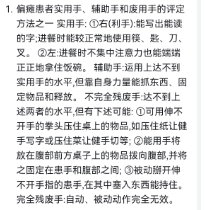 1. 偏瘫患者实用手、辅助手和废用手的评定
方法之一 实用手: ①右(利手):能写出能读
的字;进餐时能较正常地使用筷、匙、刀、
叉。 ②左:进餐时不集中注意力也能端端
正正地拿住饭碗。 辅助手:运用上达不到
实用手的水平,但靠自身力量能抓东西、固
定物品和释放。 不完全残废手:达不到上
述两者的水平,但有下述可能: ①可用伸不
开手的拳头压住桌上的物品,如压住纸让健
手写字或压住菜让健手切等; ②能用手将
放在腹部前方桌子上的物品拨向腹部,并将
之固定在患手和腹部之间; ③被动掰开伸
不开手指的患手,在其中塞入东西能持住。
完全残废手:自动、被动动作完全无效。